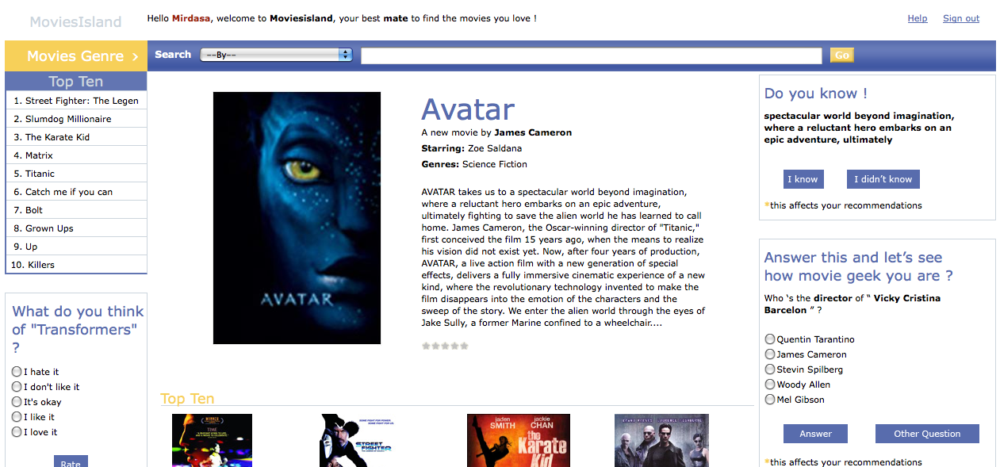 MoviesIsland
Hello Mirdasa, welcome to Moviesisland, your best mate to find the movies you love !
Help Sign out
Movies Genre >
Search --By-- Go
Top Ten
1. Street Fighter: The Legen
2. Slumdog Millionaire
3. The Karate Kid
4. Matrix
5. Titanic
6. Catch me if you can
7. Bolt
8. Grown Ups
9. Up
10. Killers
What do you think
of "Transformers"
?
I hate it
I don't like it
It's okay
I like it
I love it
Rate
AVATAR
Avatar
A new movie by James Cameron
Starring: Zoe Saldana
Genres: Science Fiction
AVATAR takes us to a spectacular world beyond imagination,
where a reluctant hero embarks on an epic adventure,
ultimately fighting to save the alien world he has learned to call
home. James Cameron, the Oscar-winning director of "Titanic,"
first conceived the film 15 years ago, when the means to realize
his vision did not exist yet. Now, after four years of production,
AVATAR, a live action film with a new generation of special
effects, delivers a fully immersive cinematic experience of a new
kind, where the revolutionary technology invented to make the
film disappears into the emotion of the characters and the
sweep of the story. We enter the alien world through the eyes of
Jake Sully, a former Marine confined to a wheelchair....
Top Ten
WINNER
TIME
SOME FIGHT FOR POWER.
SOME FIGHT FOR US.
STREET
FIGHTER
jaden
SMITH
jackie
CHAN
the
Karate
Kid
Do you know !
spectacular world beyond imagination,
where a reluctant hero embarks on an
epic adventure, ultimately
I know I didn’t know
*this affects your recommendations
Answer this and let’s see
how movie geek you are ?
Who ‘s the director of “ Vicky Cristina
Barcelon ” ?
Quentin Tarantino
James Cameron
Stevin Spilberg
Woody Allen
Mel Gibson
Answer Other Question
*this affects your recommendations